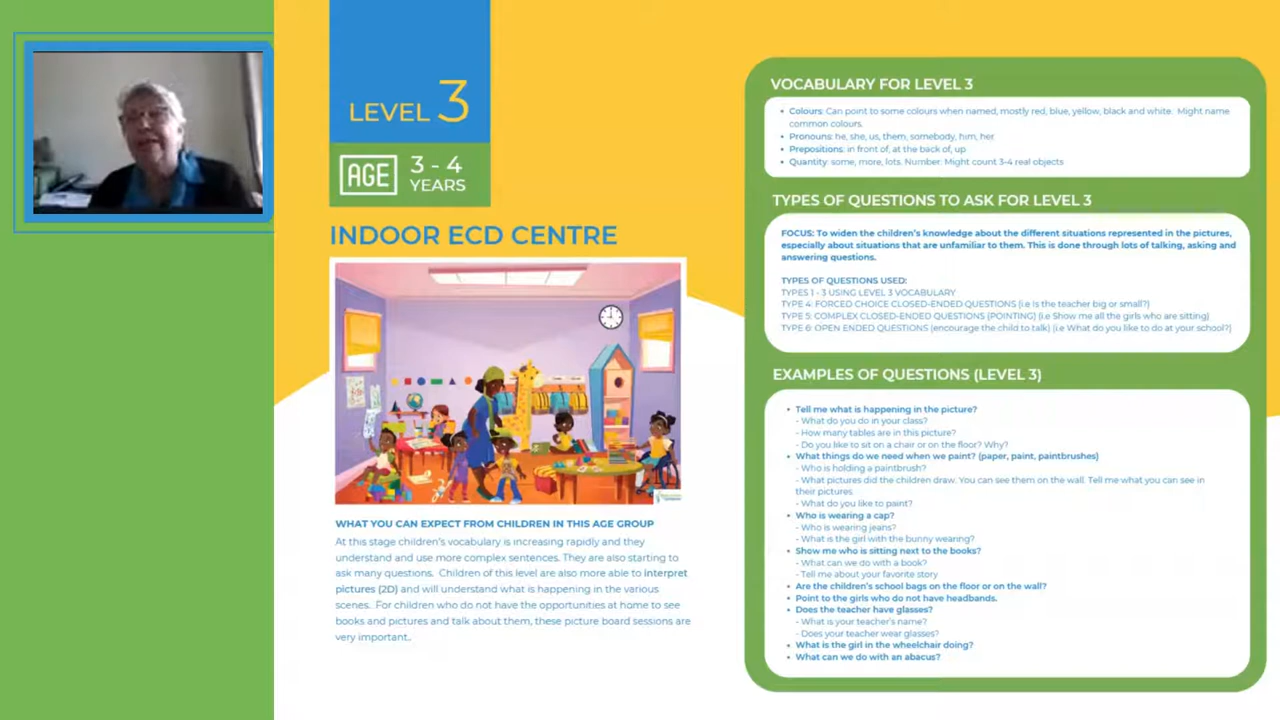 LEVEL 3
AGE
3 - 4
YEARS
INDOOR ECD CENTRE
WHAT YOU CAN EXPECT FROM CHILDREN IN THIS AGE GROUP
At this stage children's vocabulary is increasing rapidly and they
understand and use more complex sentences. They are also starting to
ask many questions. Children of this level are also more able to interpret
pictures (2D) and will understand what is happening in the various
scenes. For children who do not have the opportunities at home to see
books and pictures and talk about them, these picture board sessions are
very important..
VOCABULARY FOR LEVEL 3
• Colours: Can point to some colours when named, mostly red, blue, yellow, black and white. Might name
common colours.
• Pronouns: he, she, us, them, somebody, him, her
• Prepositions: in front of, at the back of, up
• Quantity: some, more, lots. Number: Might count 3-4 real objects
TYPES OF QUESTIONS TO ASK FOR LEVEL 3
FOCUS: To widen the children's knowledge about the different situations represented in the pictures,
especially about situations that are unfamiliar to them. This is done through lots of talking, asking and
answering questions.
TYPES OF QUESTIONS USED:
TYPES 1 - 3 USING LEVEL 3 VOCABULARY
TYPE 4: FORCED CHOICE CLOSED-ENDED QUESTIONS (i.e Is the teacher big or small?)
TYPE 5: COMPLEX CLOSED-ENDED QUESTIONS (POINTING) (i.e Show me all the girls who are sitting)
TYPE 6: OPEN ENDED QUESTIONS (encourage the child to talk) (i.e What do you like to do at your school?)
EXAMPLES OF QUESTIONS (LEVEL 3)
• Tell me what is happening in the picture?
- What do you do in your class?
- How many tables are in this picture?
- Do you like to sit on a chair or on the floor? Why?
• What things do we need when we paint? (paper, paint, paintbrushes)
- Who is holding a paintbrush?
- What pictures did the children draw. You can see them on the wall. Tell me what you can see in
their pictures.
- What do you like to paint?
• Who is wearing a cap?
- Who is wearing jeans?
- What is the girl with the bunny wearing?
• Show me who is sitting next to the books?
- What can we do with a book?
- Tell me about your favorite story
• Are the children's school bags on the floor or on the wall?
• Point to the girls who do not have headbands.
• Does the teacher have glasses?
- What is your teacher's name?
- Does your teacher wear glasses?
• What is the girl in the wheelchair doing?
• What can we do with an abacus?